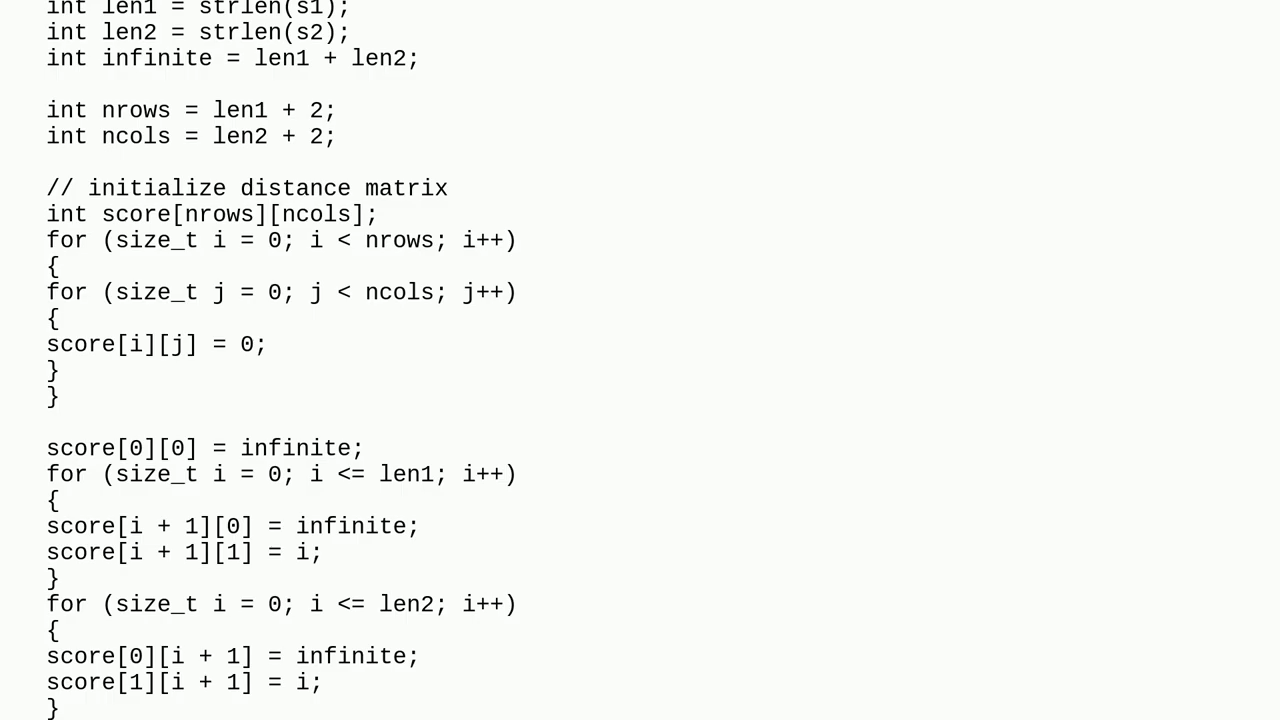 int len1 = strlen(s1);
int len2 = strlen(s2);
int infinite = len1 + len2;

int nrows = len1 + 2;
int ncols = len2 + 2;

// initialize distance matrix
int score[nrows][ncols];
for (size_t i = 0; i < nrows; i++)
{
for (size_t j = 0; j < ncols; j++)
{
score[i][j] = 0;
}
}

score[0][0] = infinite;
for (size_t i = 0; i <= len1; i++)
{
score[i + 1][0] = infinite;
score[i + 1][1] = i;
}
for (size_t i = 0; i <= len2; i++)
{
score[0][i + 1] = infinite;
score[1][i + 1] = i;
}